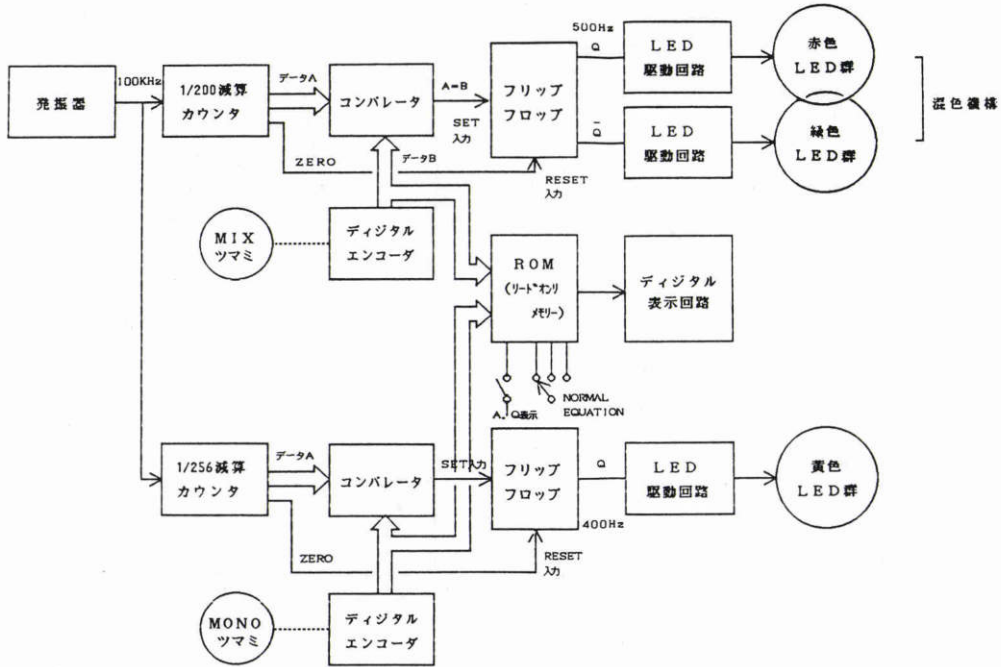 発振器
100KHz
1/200減算
カウンタ
データA
コンパレータ
A=B
SET
入力
フリップ
フロップ
500Hz
Q
LED
駆動回路
赤色
LED群
混色機構
Q̄
LED
駆動回路
緑色
LED群
ZERO
データB
RESET
入力
MIX
ツマミ
ディジタル
エンコーダ
ROM
(リードオンリ
メモリー)
ディジタル
表示回路
A.Q表示
NORMAL
EQUATION
1/256減算
カウンタ
データA
コンパレータ
SET入力
フリップ
フロップ
Q
400Hz
LED
駆動回路
黄色
LED群
ZERO
RESET
入力
MONO
ツマミ
ディジタル
エンコーダ